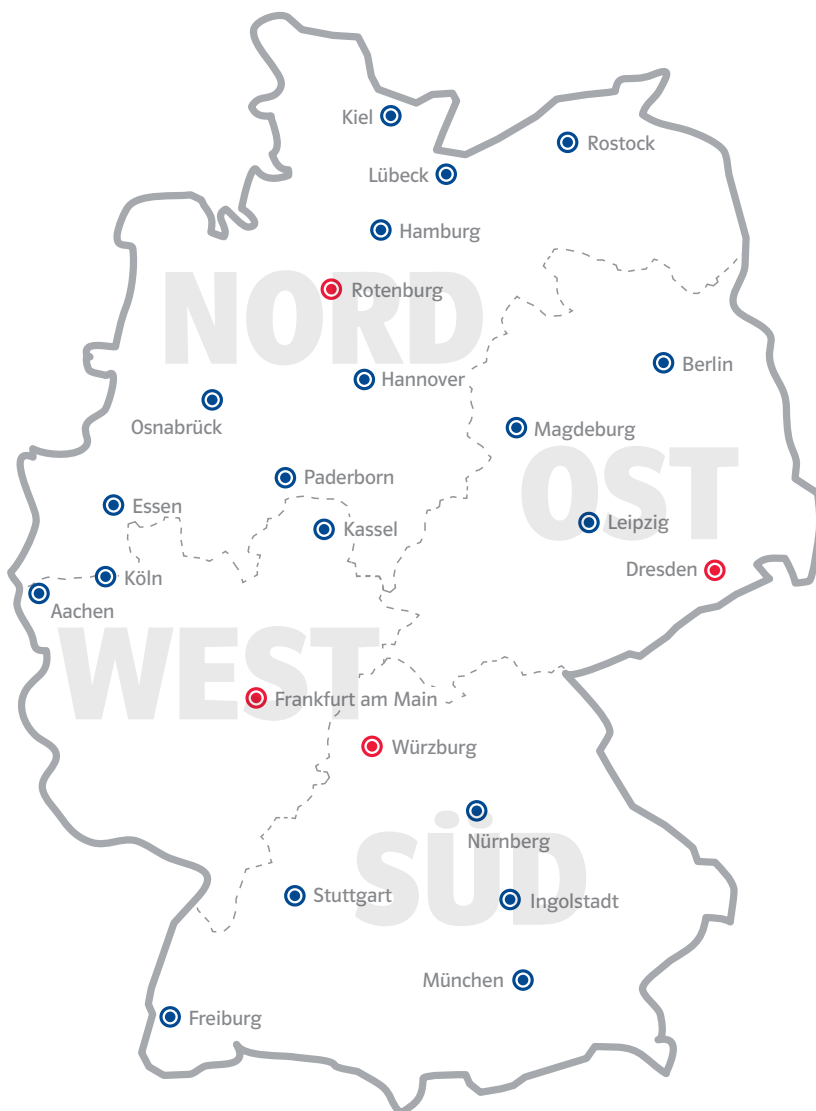 Kiel
Rostock
Lübeck
Hamburg
NORD
Rotenburg
Berlin
Hannover
Osnabrück
Magdeburg
OST
Paderborn
Essen
Leipzig
Kassel
Dresden
Köln
Aachen
WEST
Frankfurt am Main
Würzburg
SÜD
Nürnberg
Stuttgart
Ingolstadt
München
Freiburg